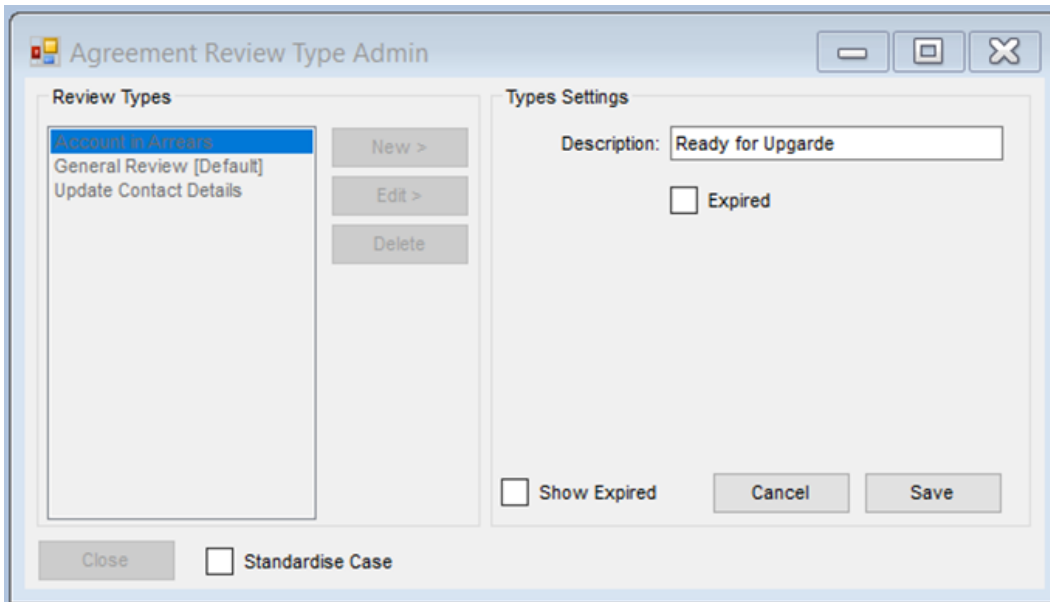 Agreement Review Type Admin
Review Types
Account in Arrears
General Review [Default]
Update Contact Details
New >
Edit >
Delete
Types Settings
Description: Ready for Upgarde
Expired
Show Expired
Cancel
Save
Close
Standardise Case